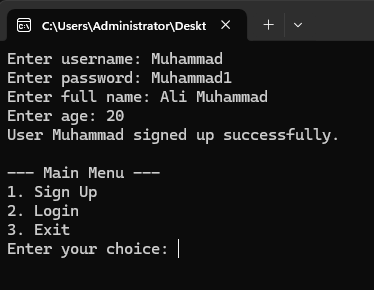 C:\Users\Administrator\Deskt
Enter username: Muhammad
Enter password: Muhammad1
Enter full name: Ali Muhammad
Enter age: 20
User Muhammad signed up successfully.
--- Main Menu ---
1. Sign Up
2. Login
3. Exit
Enter your choice: